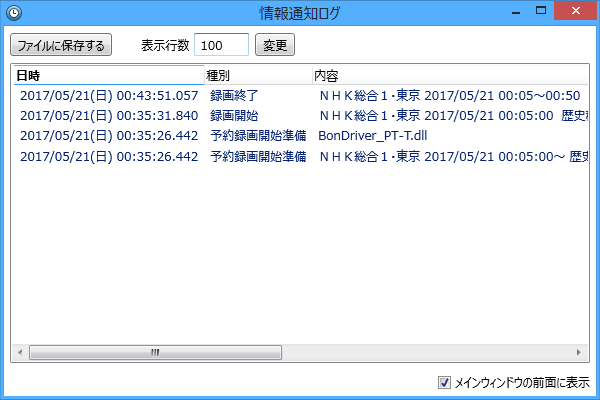 情報通知ログ
ファイルに保存する 表示行数 100 変更
日時 種別 内容
2017/05/21(日) 00:43:51.057 録画終了 ＮＨＫ総合１･東京 2017/05/21 00:05～00:50
2017/05/21(日) 00:35:31.840 録画開始 ＮＨＫ総合１･東京 2017/05/21 00:05:00 歴史
2017/05/21(日) 00:35:26.442 予約録画開始準備 BonDriver_PT-T.dll
2017/05/21(日) 00:35:26.442 予約録画開始準備 ＮＨＫ総合１･東京 2017/05/21 00:05:00～ 歴史
メインウィンドウの前面に表示